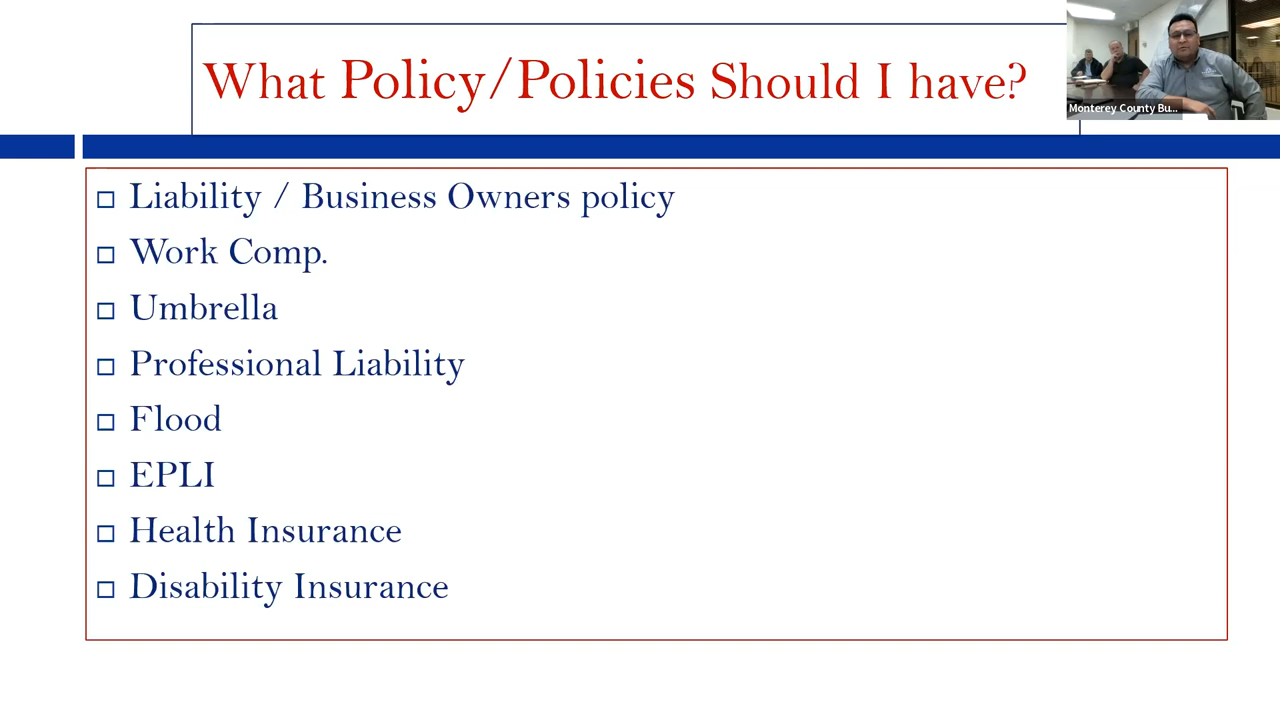 What Policy/Policies Should I have?
Monterey County Bu...
Liability / Business Owners policy
Work Comp.
Umbrella
Professional Liability
Flood
EPLI
Health Insurance
Disability Insurance